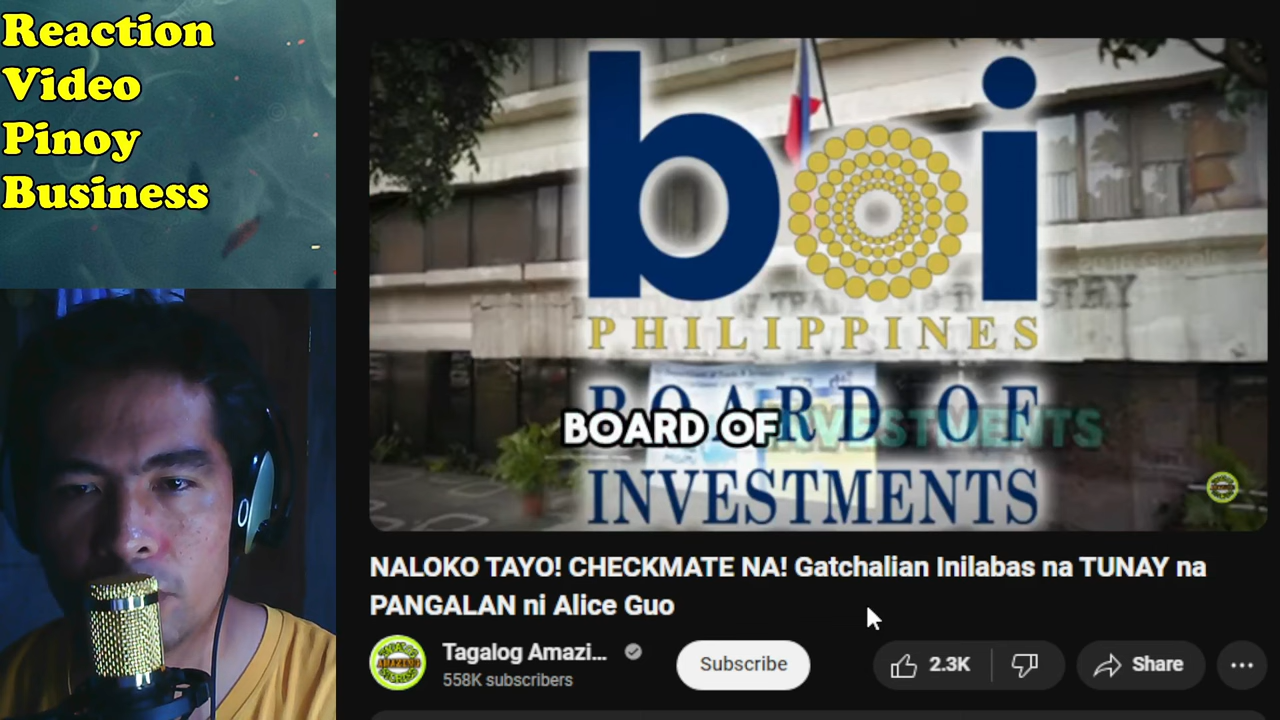 Reaction
Video
Pinoy
Business
boi
PHILIPPINES
BOARD OF
BOARD OF INVESTMENTS
INVESTMENTS
NALOKO TAYO! CHECKMATE NA! Gatchalian Inilabas na TUNAY na
PANGALAN ni Alice Guo
Tagalog Amazi...
558K subscribers
Subscribe
2.3K
Share